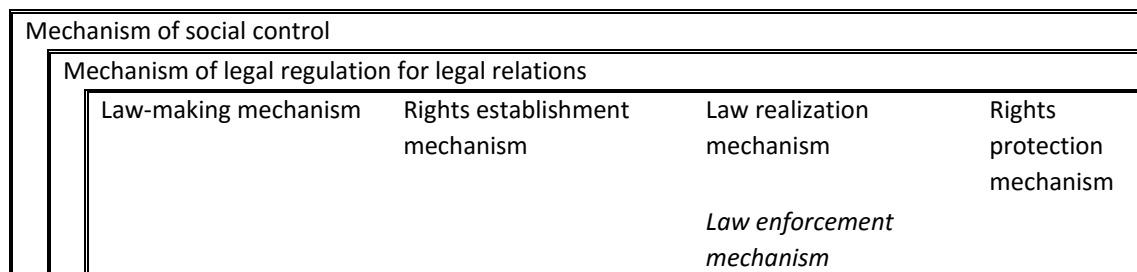 Mechanism of social control
Mechanism of legal regulation for legal relations
Law-making mechanism
Rights establishment
mechanism
Law realization
mechanism
Law enforcement
mechanism
Rights
protection
mechanism